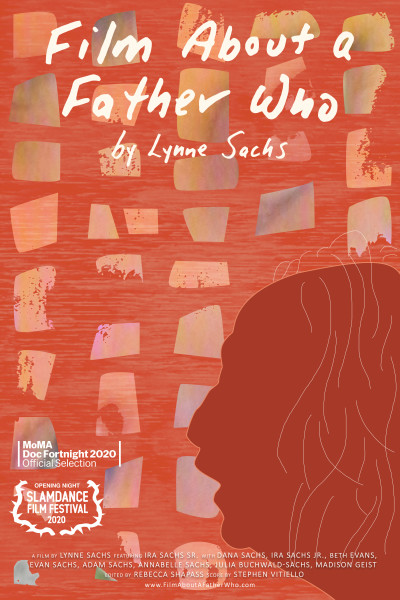 Film About a
Father Who
by Lynne Sachs
MoMA
Doc Fortnight 2020
Official Selection
OPENING NIGHT
SLAMDANCE
FILM FESTIVAL
2020
A FILM BY LYNNE SACHS FEATURING IRA SACHS SR. WITH DANA SACHS, IRA SACHS JR., BETH EVANS,
EVAN SACHS, ADAM SACHS, ANNABELLE SACHS, JULIA BUCHWALD-SACHS, MADISON GEIST
EDITED BY REBECCA SHAPASS SCORE BY STEPHEN VITIELLO
www.FilmAboutAFatherWho.com